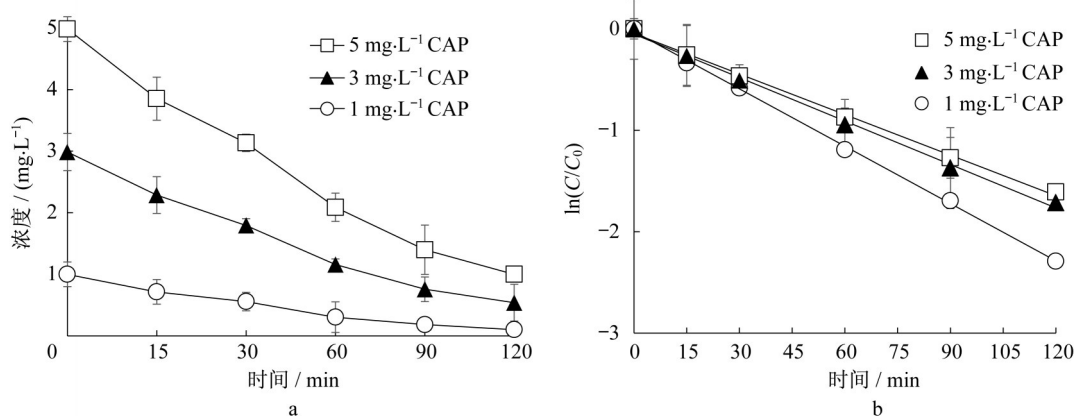 5
4
3
2
1
0
15
30
60
90
120
浓度 / (mg·L⁻¹)
时间 / min
5 mg·L⁻¹ CAP
3 mg·L⁻¹ CAP
1 mg·L⁻¹ CAP
a
0
−1
−2
−3
0
15
30
45
60
75
90
105
120
ln(C/C₀)
时间 / min
5 mg·L⁻¹ CAP
3 mg·L⁻¹ CAP
1 mg·L⁻¹ CAP
b